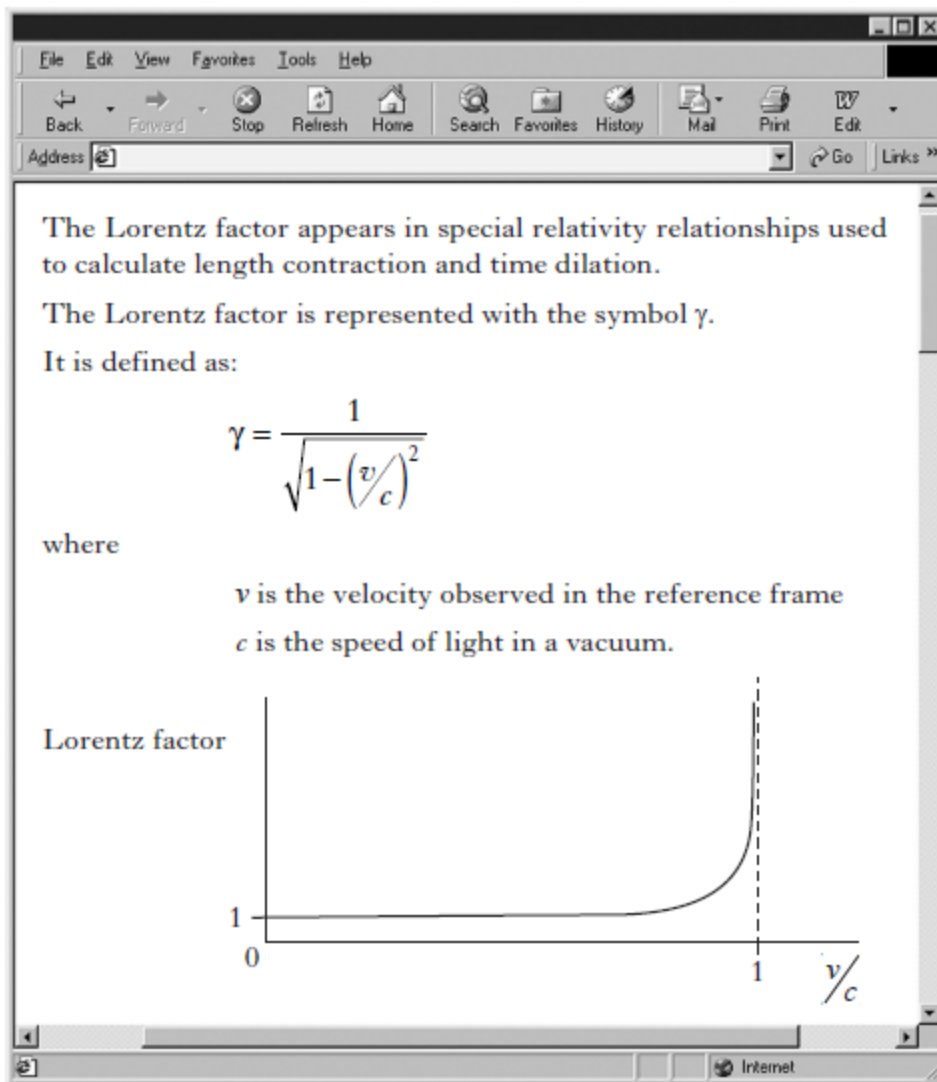 File Edit View Favorites Tools Help
Back Forward Stop Refresh Home Search Favorites History Mail Print Edit
Address Go Links »
The Lorentz factor appears in special relativity relationships used
to calculate length contraction and time dilation.
The Lorentz factor is represented with the symbol γ.
It is defined as:
γ = 1 / √(1 − (v/c)²)
where
v is the velocity observed in the reference frame
c is the speed of light in a vacuum.
Lorentz factor
1
0
1
v/c
Internet